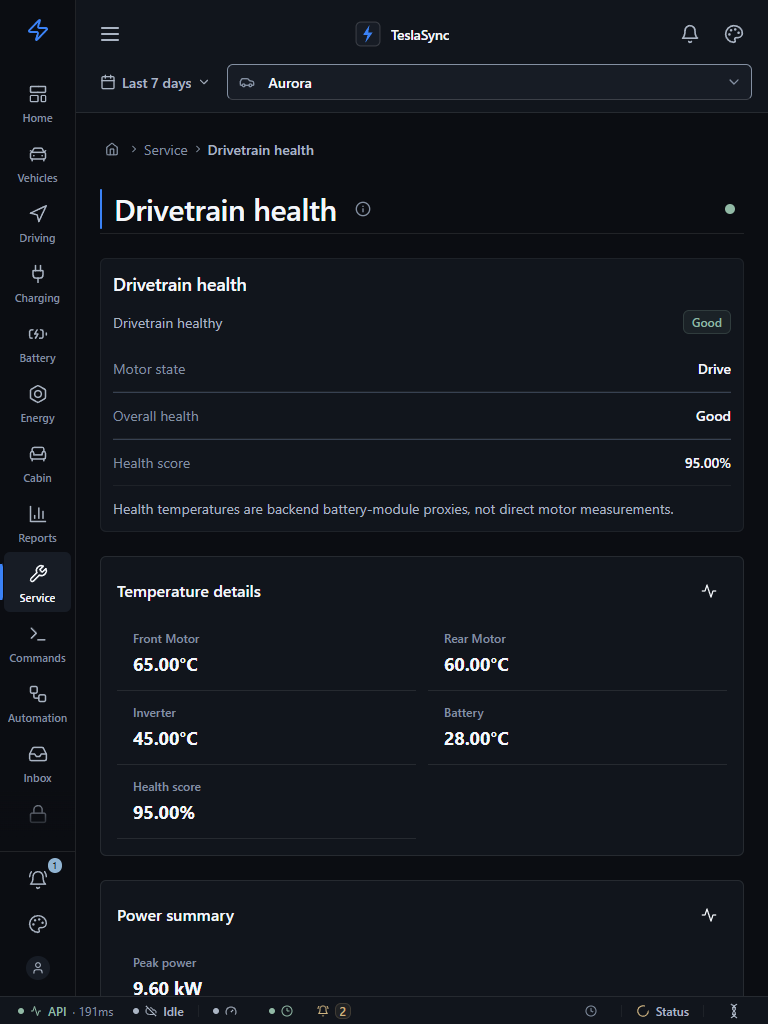 TeslaSync
Last 7 days
Aurora
Home
Vehicles
Driving
Charging
Battery
Energy
Cabin
Reports
Service
Commands
Automation
Inbox
1
Service > Drivetrain health
Drivetrain health
Drivetrain health
Drivetrain healthy Good
Motor state Drive
Overall health Good
Health score 95.00%
Health temperatures are backend battery-module proxies, not direct motor measurements.
Temperature details
Front Motor
65.00°C
Rear Motor
60.00°C
Inverter
45.00°C
Battery
28.00°C
Health score
95.00%
Power summary
Peak power
9.60 kW
API · 191ms Idle 2 Status